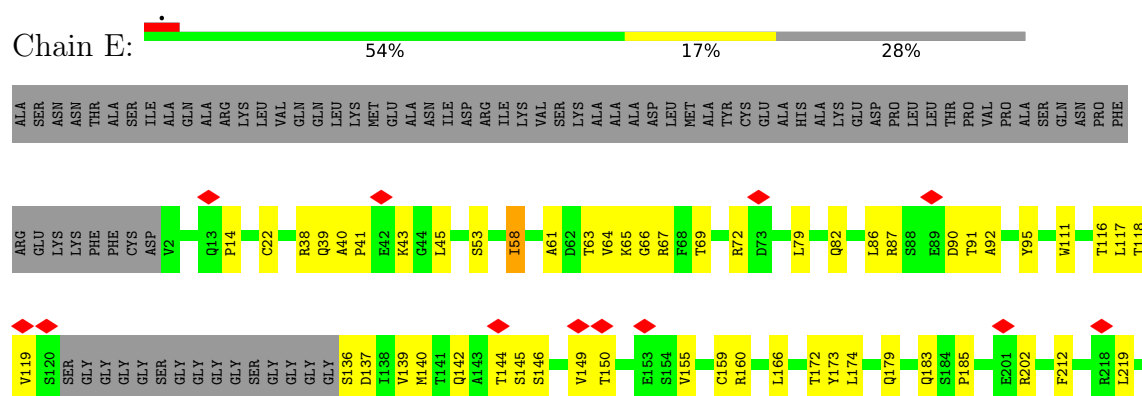 Chain E:
54% 17% 28%
ALA SER ASN ASN THR ALA SER ILE ALA GLN ALA ARG LYS LEU VAL GLN GLN LEU LYS MET GLU ALA ASN ILE ASP ARG ILE LYS VAL SER LYS ALA ALA ALA ASP LEU MET ALA TYR CYS GLU ALA HIS ALA LYS GLU ASP PRO LEU LEU THR PRO VAL PRO ALA SER GLN ASN PRO PHE
ARG GLU LYS LYS PHE PHE CYS ASP V2 Q13 P14 C22 R38 Q39 A40 P41 E42 K43 G44 L45 S53 I58 A61 D62 T63 V64 K65 G66 R67 F68 T69 R72 D73 L79 Q82 L86 R87 S88 E89 D90 T91 A92 Y95 W111 T116 L117 T118
V119 S120 SER GLY GLY GLY GLY SER GLY GLY GLY GLY SER GLY GLY GLY GLY S136 D137 I138 V139 M140 T141 Q142 A143 T144 S145 S146 V149 T150 E153 S154 V155 C159 R160 L166 T172 Y173 L174 Q179 Q183 S184 P185 E201 R202 F212 R218 L219